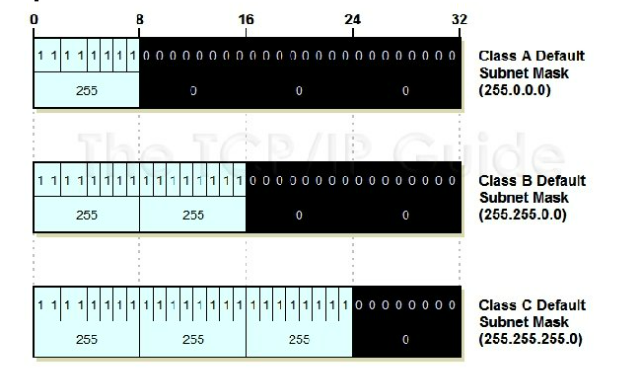 0 8 16 24 32
1 1 1 1 1 1 1 1 0 0 0 0 0 0 0 0 0 0 0 0 0 0 0 0 0 0 0 0 0 0 0 0
255 0 0 0
Class A Default
Subnet Mask
(255.0.0.0)
The TCP/IP Guide
1 1 1 1 1 1 1 1 1 1 1 1 1 1 1 1 0 0 0 0 0 0 0 0 0 0 0 0 0 0 0 0
255 255 0 0
Class B Default
Subnet Mask
(255.255.0.0)
1 1 1 1 1 1 1 1 1 1 1 1 1 1 1 1 1 1 1 1 1 1 1 1 0 0 0 0 0 0 0 0
255 255 255 0
Class C Default
Subnet Mask
(255.255.255.0)